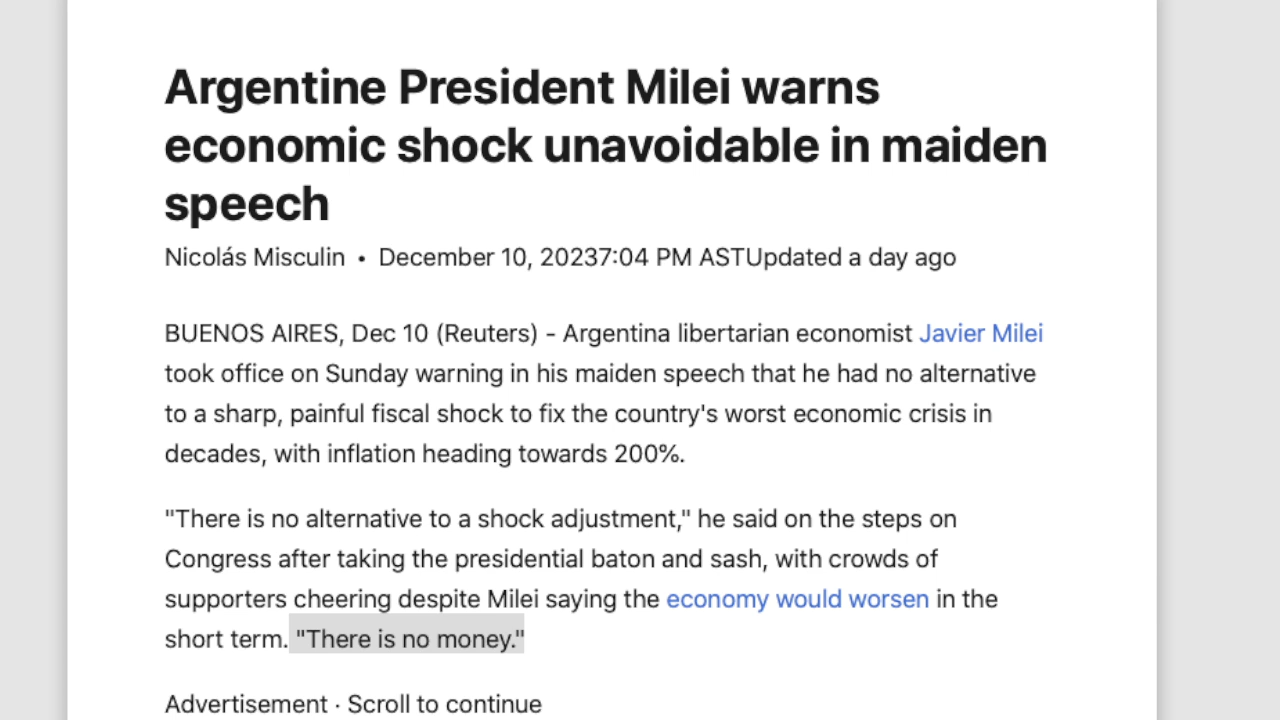 Argentine President Milei warns
economic shock unavoidable in maiden
speech
Nicolás Misculin • December 10, 20237:04 PM ASTUpdated a day ago
BUENOS AIRES, Dec 10 (Reuters) - Argentina libertarian economist Javier Milei
took office on Sunday warning in his maiden speech that he had no alternative
to a sharp, painful fiscal shock to fix the country's worst economic crisis in
decades, with inflation heading towards 200%.
"There is no alternative to a shock adjustment," he said on the steps on
Congress after taking the presidential baton and sash, with crowds of
supporters cheering despite Milei saying the economy would worsen in the
short term. "There is no money."
Advertisement · Scroll to continue